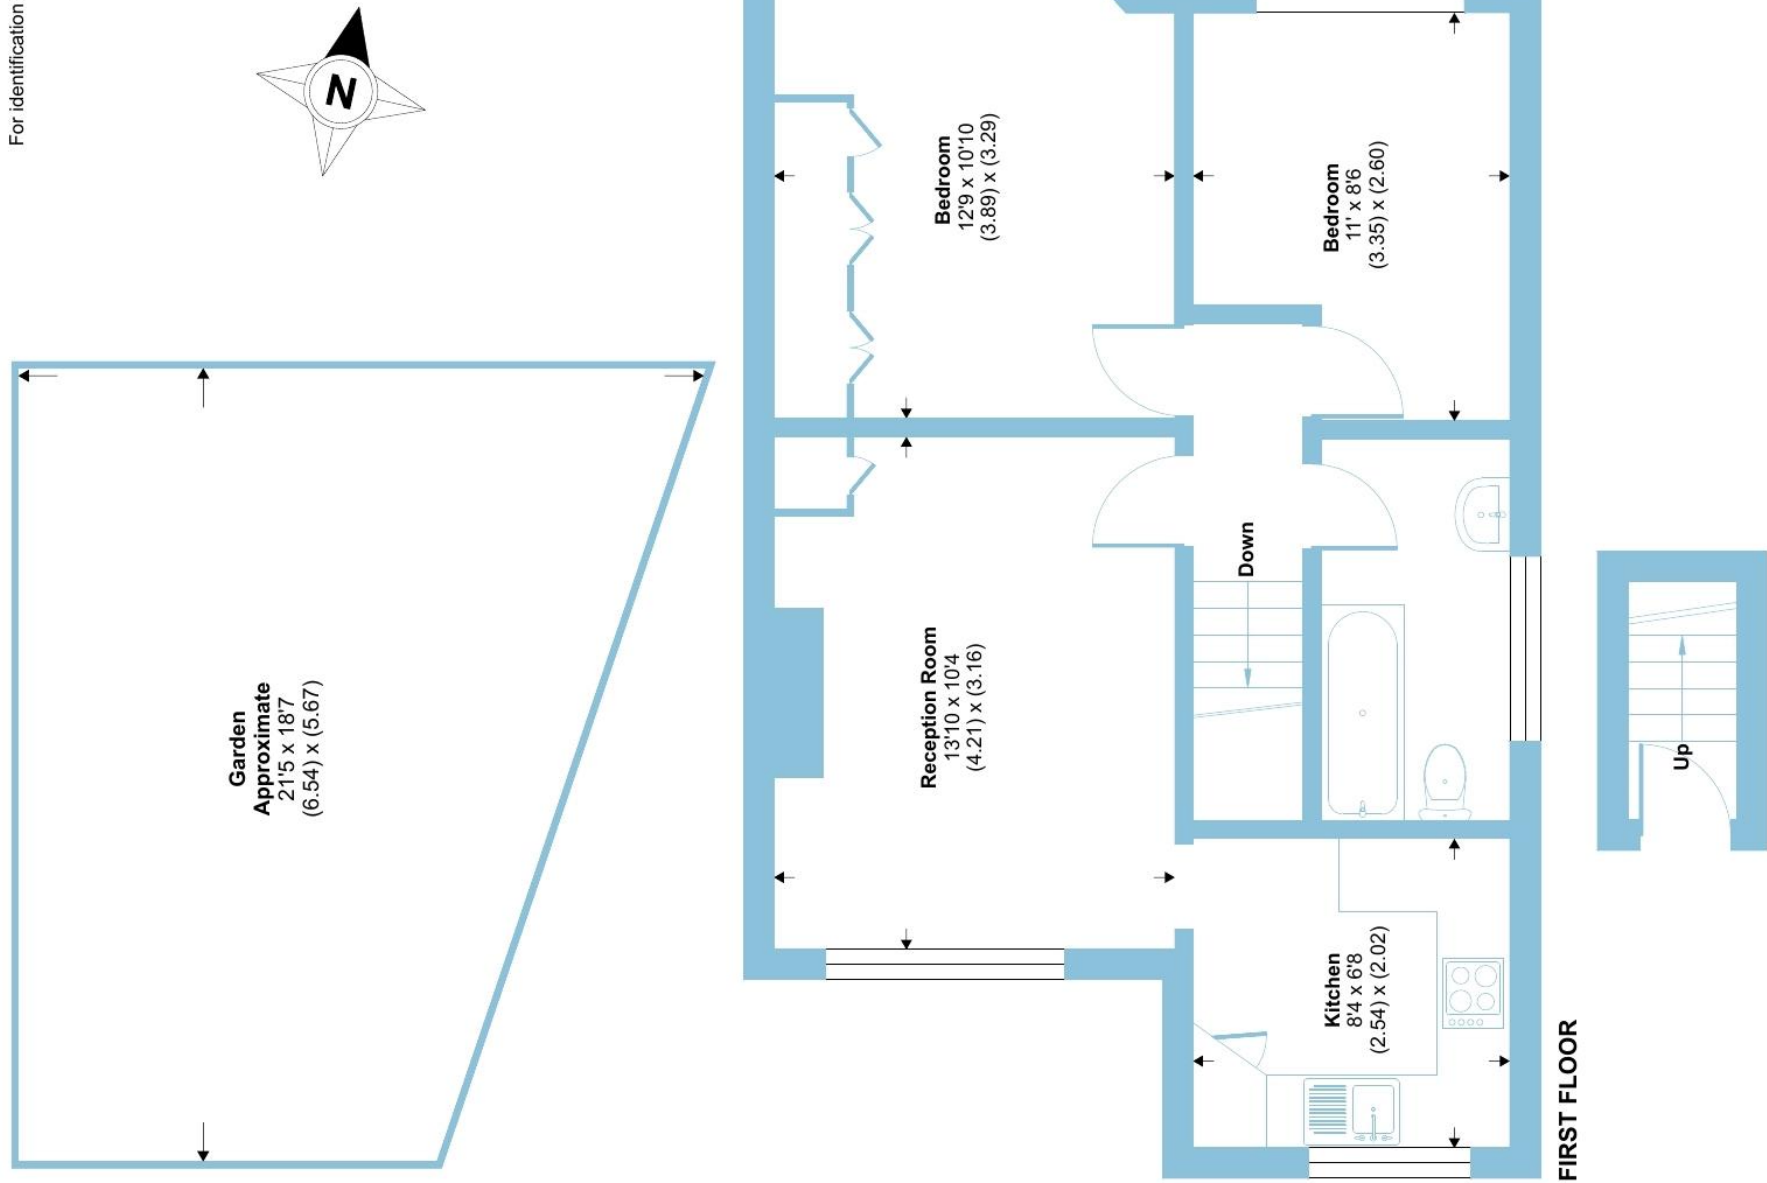 For identification
N
Garden
Approximate
21'5 x 18'7
(6.54) x (5.67)
Bedroom
12'9 x 10'10
(3.89) x (3.29)
Bedroom
11' x 8'6
(3.35) x (2.60)
Reception Room
13'10 x 10'4
(4.21) x (3.16)
Down
Kitchen
8'4 x 6'8
(2.54) x (2.02)
Up
FIRST FLOOR